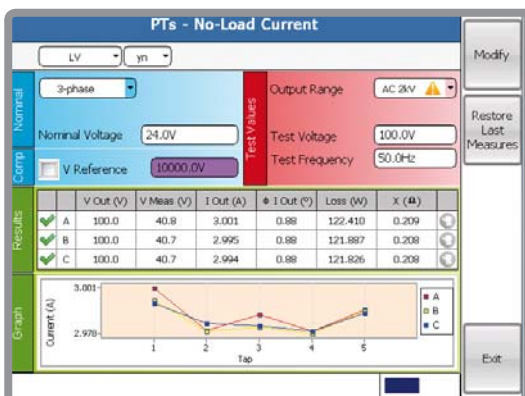 PTs - No-Load Current
LV yn
Modify
Nominal
3-phase
Nominal Voltage 24.0V
Test Values
Output Range AC 2kV
Test Voltage 100.0V
Test Frequency 50.0Hz
Restore
Last
Measures
Comp
V Reference 10000.0V
Results
V Out (V) V Meas (V) I Out (A) Φ I Out (º) Loss (W) X (Ω)
A 100.0 40.8 3.001 0.88 122.410 0.209
B 100.0 40.7 2.995 0.88 121.887 0.208
C 100.0 40.7 2.994 0.88 121.826 0.208
Graph
Current (A)
3.001
2.978
1 2 3 4 5
Tap
A
B
C
Exit